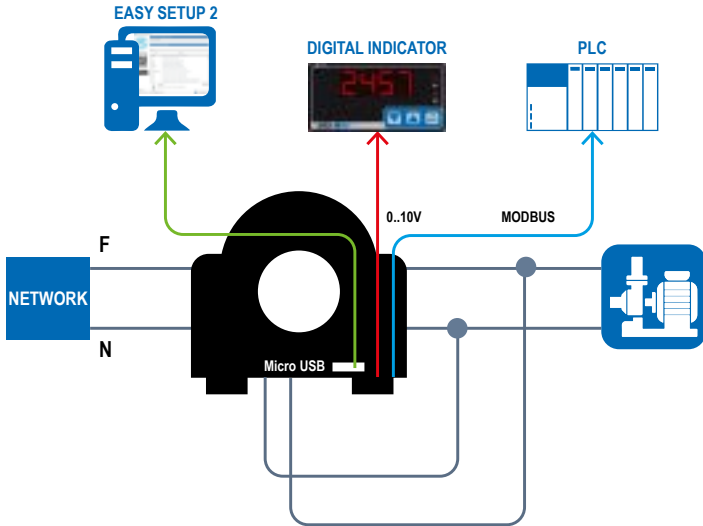 EASY SETUP 2
DIGITAL INDICATOR
PLC
2457
0..10V
MODBUS
F
NETWORK
N
Micro USB